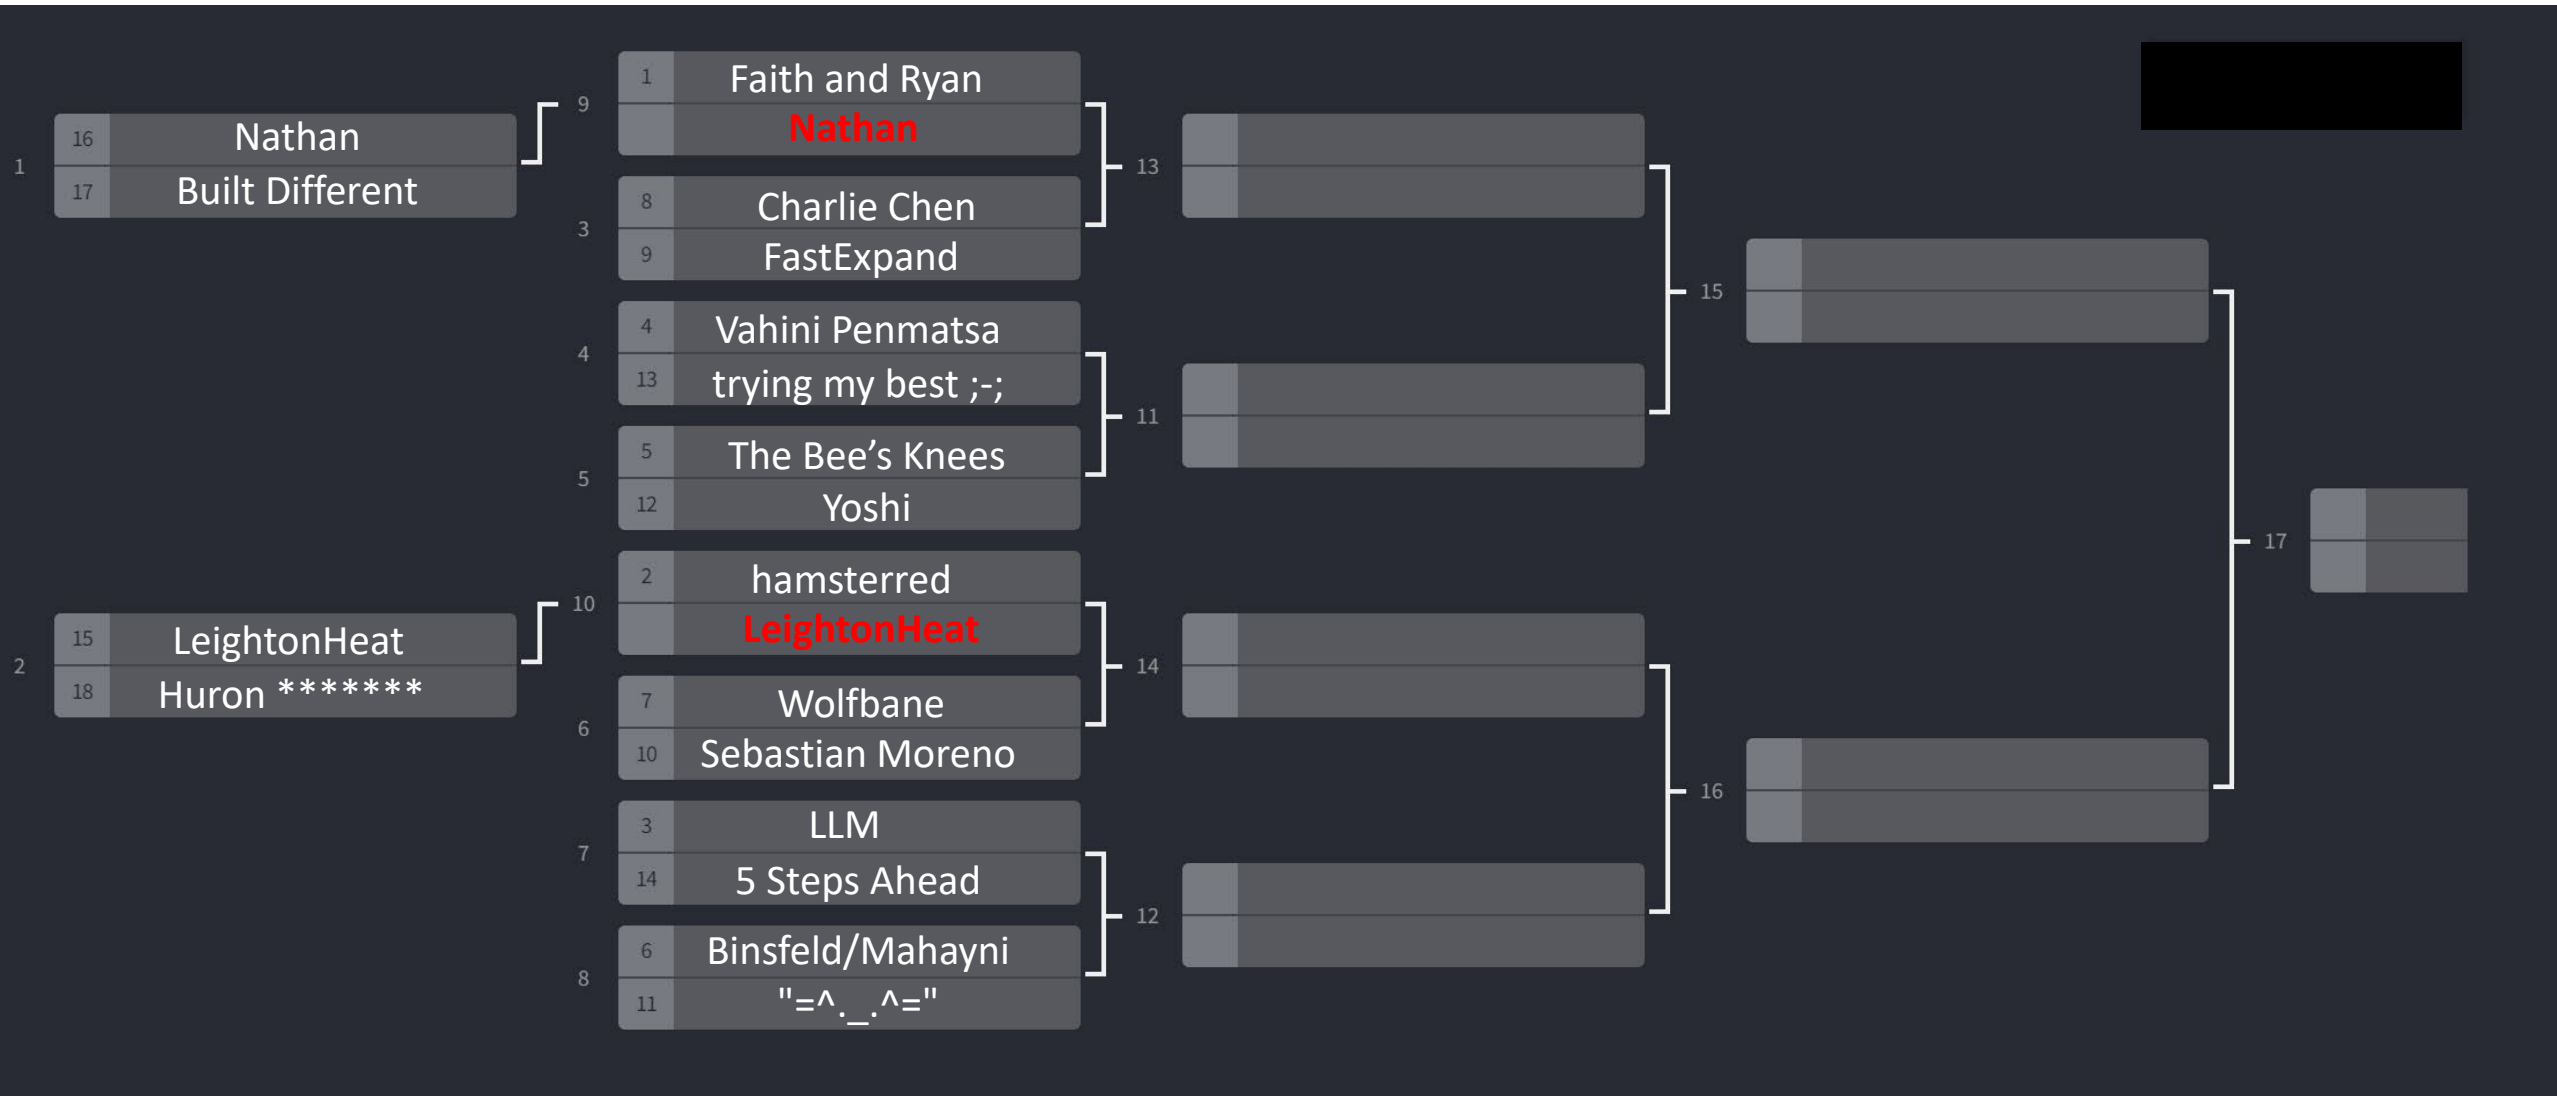 1
16 Nathan
17 Built Different
2
15 LeightonHeat
18 Huron *******
9
1 Faith and Ryan
Nathan
3
8 Charlie Chen
9 FastExpand
4
4 Vahini Penmatsa
13 trying my best ;-;
5
5 The Bee’s Knees
12 Yoshi
10
2 hamsterred
LeightonHeat
6
7 Wolfbane
10 Sebastian Moreno
7
3 LLM
14 5 Steps Ahead
8
6 Binsfeld/Mahayni
11 "=^._.^="
13
11
14
12
15
16
17